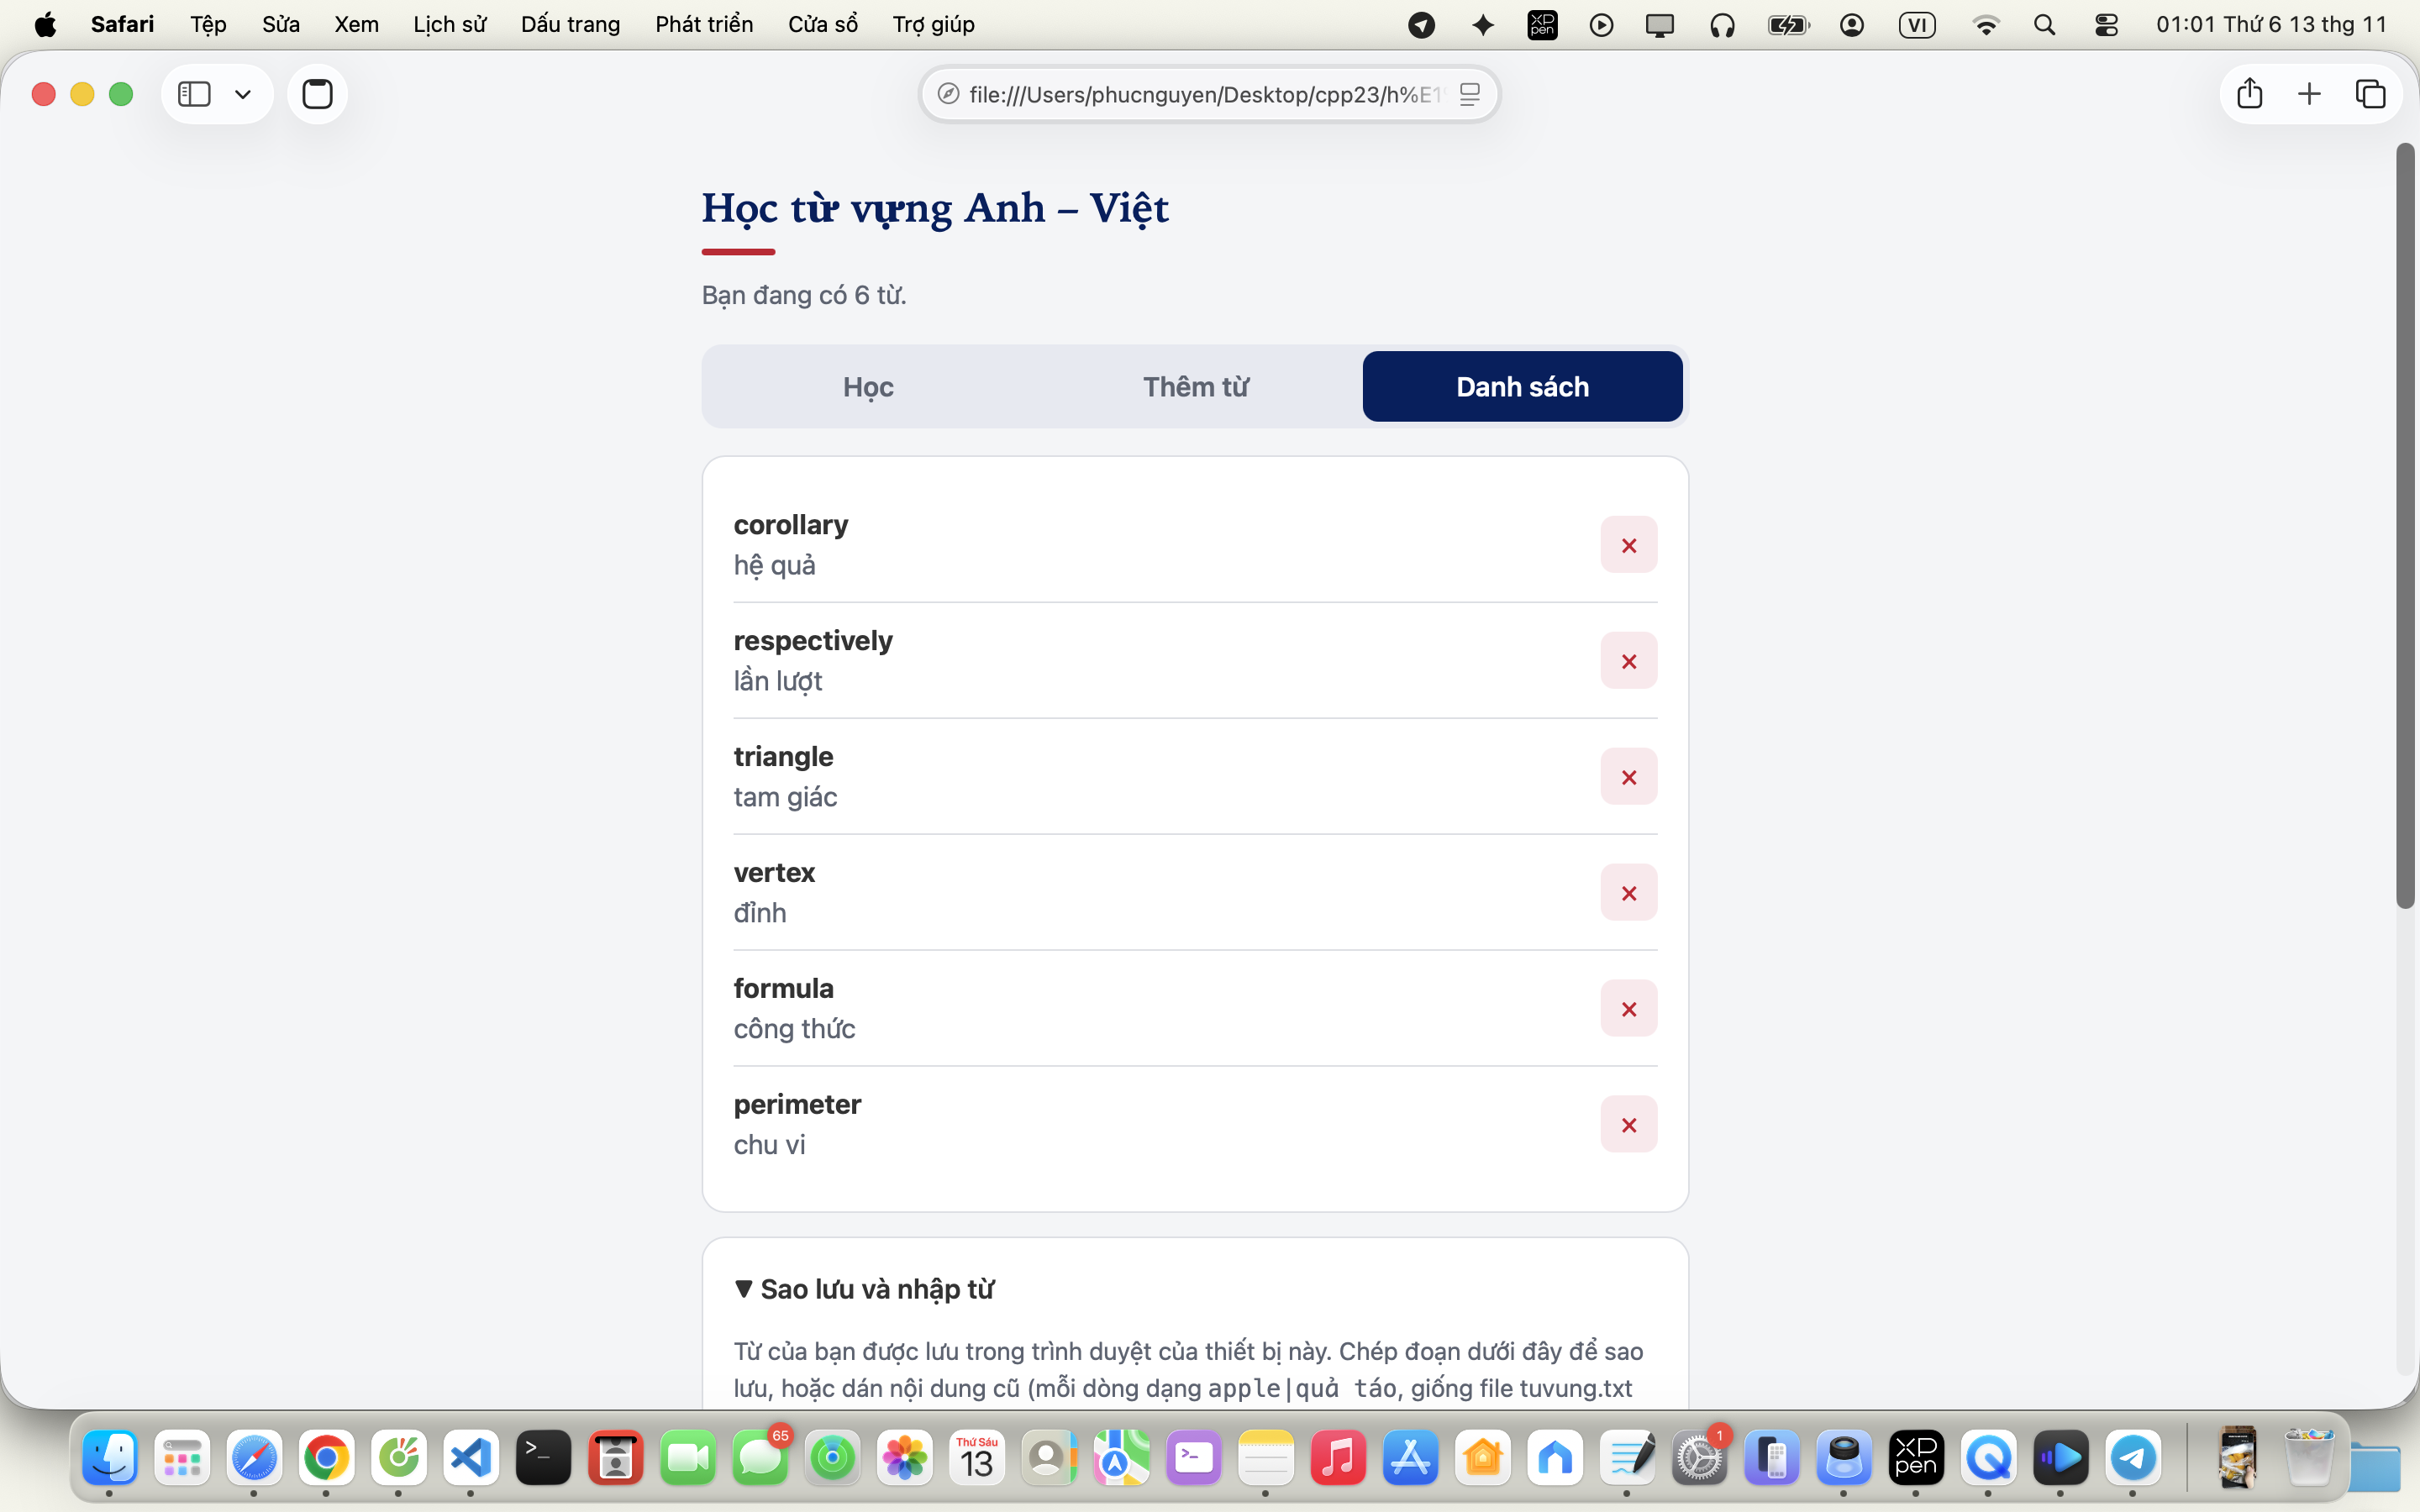 Safari Tệp Sửa Xem Lịch sử Dấu trang Phát triển Cửa sổ Trợ giúp XP pen VI 01:01 Thứ 6 13 thg 11
file:///Users/phucnguyen/Desktop/cpp23/h%E1
Học từ vựng Anh – Việt
Bạn đang có 6 từ.
Học Thêm từ Danh sách
corollary
hệ quả
respectively
lần lượt
triangle
tam giác
vertex
đỉnh
formula
công thức
perimeter
chu vi
Sao lưu và nhập từ
Từ của bạn được lưu trong trình duyệt của thiết bị này. Chép đoạn dưới đây để sao
lưu, hoặc dán nội dung cũ (mỗi dòng dạng apple|quả táo, giống file tuvung.txt
65 Thứ Sáu 13 1 XP pen